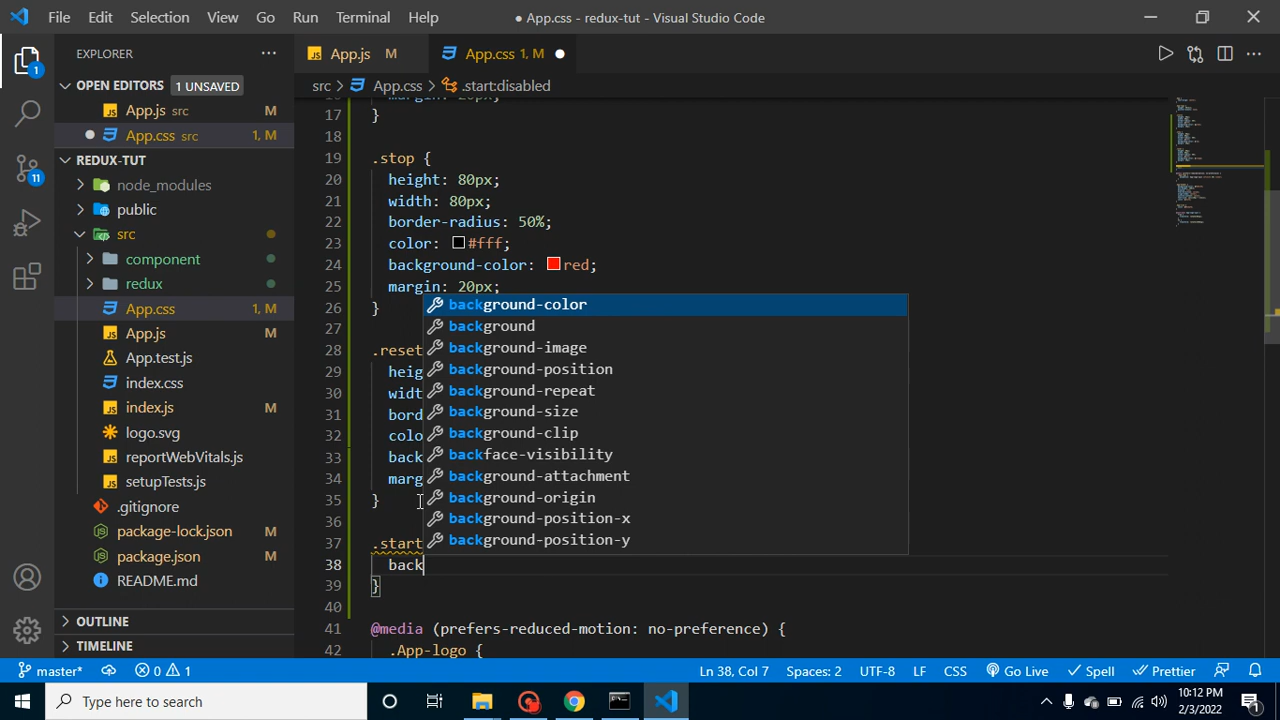 File Edit Selection View Go Run Terminal Help
● App.css - redux-tut - Visual Studio Code
EXPLORER
OPEN EDITORS 1 UNSAVED
App.js src M
App.css src 1, M
REDUX-TUT
node_modules
public
src
component
redux
App.css 1, M
App.js M
App.test.js
index.css
index.js M
logo.svg
reportWebVitals.js
setupTests.js
.gitignore
package-lock.json M
package.json M
README.md
OUTLINE
TIMELINE
1
11
App.js M
App.css 1, M
src > App.css > .start:disabled
17 }
18
19 .stop {
20 height: 80px;
21 width: 80px;
22 border-radius: 50%;
23 color: #fff;
24 background-color: red;
25 margin: 20px;
26 }
27
28 .reset
29 heig
30 widt
31 bord
32 colo
33 back
34 marg
35 }
36
37 .start
38 back
39 }
40
41 @media (prefers-reduced-motion: no-preference) {
42 .App-logo {
background-color
background
background-image
background-position
background-repeat
background-size
background-clip
backface-visibility
background-attachment
background-origin
background-position-x
background-position-y
master* 0 1
Ln 38, Col 7 Spaces: 2 UTF-8 LF CSS Go Live Spell Prettier
Type here to search
10:12 PM
2/3/2022
1